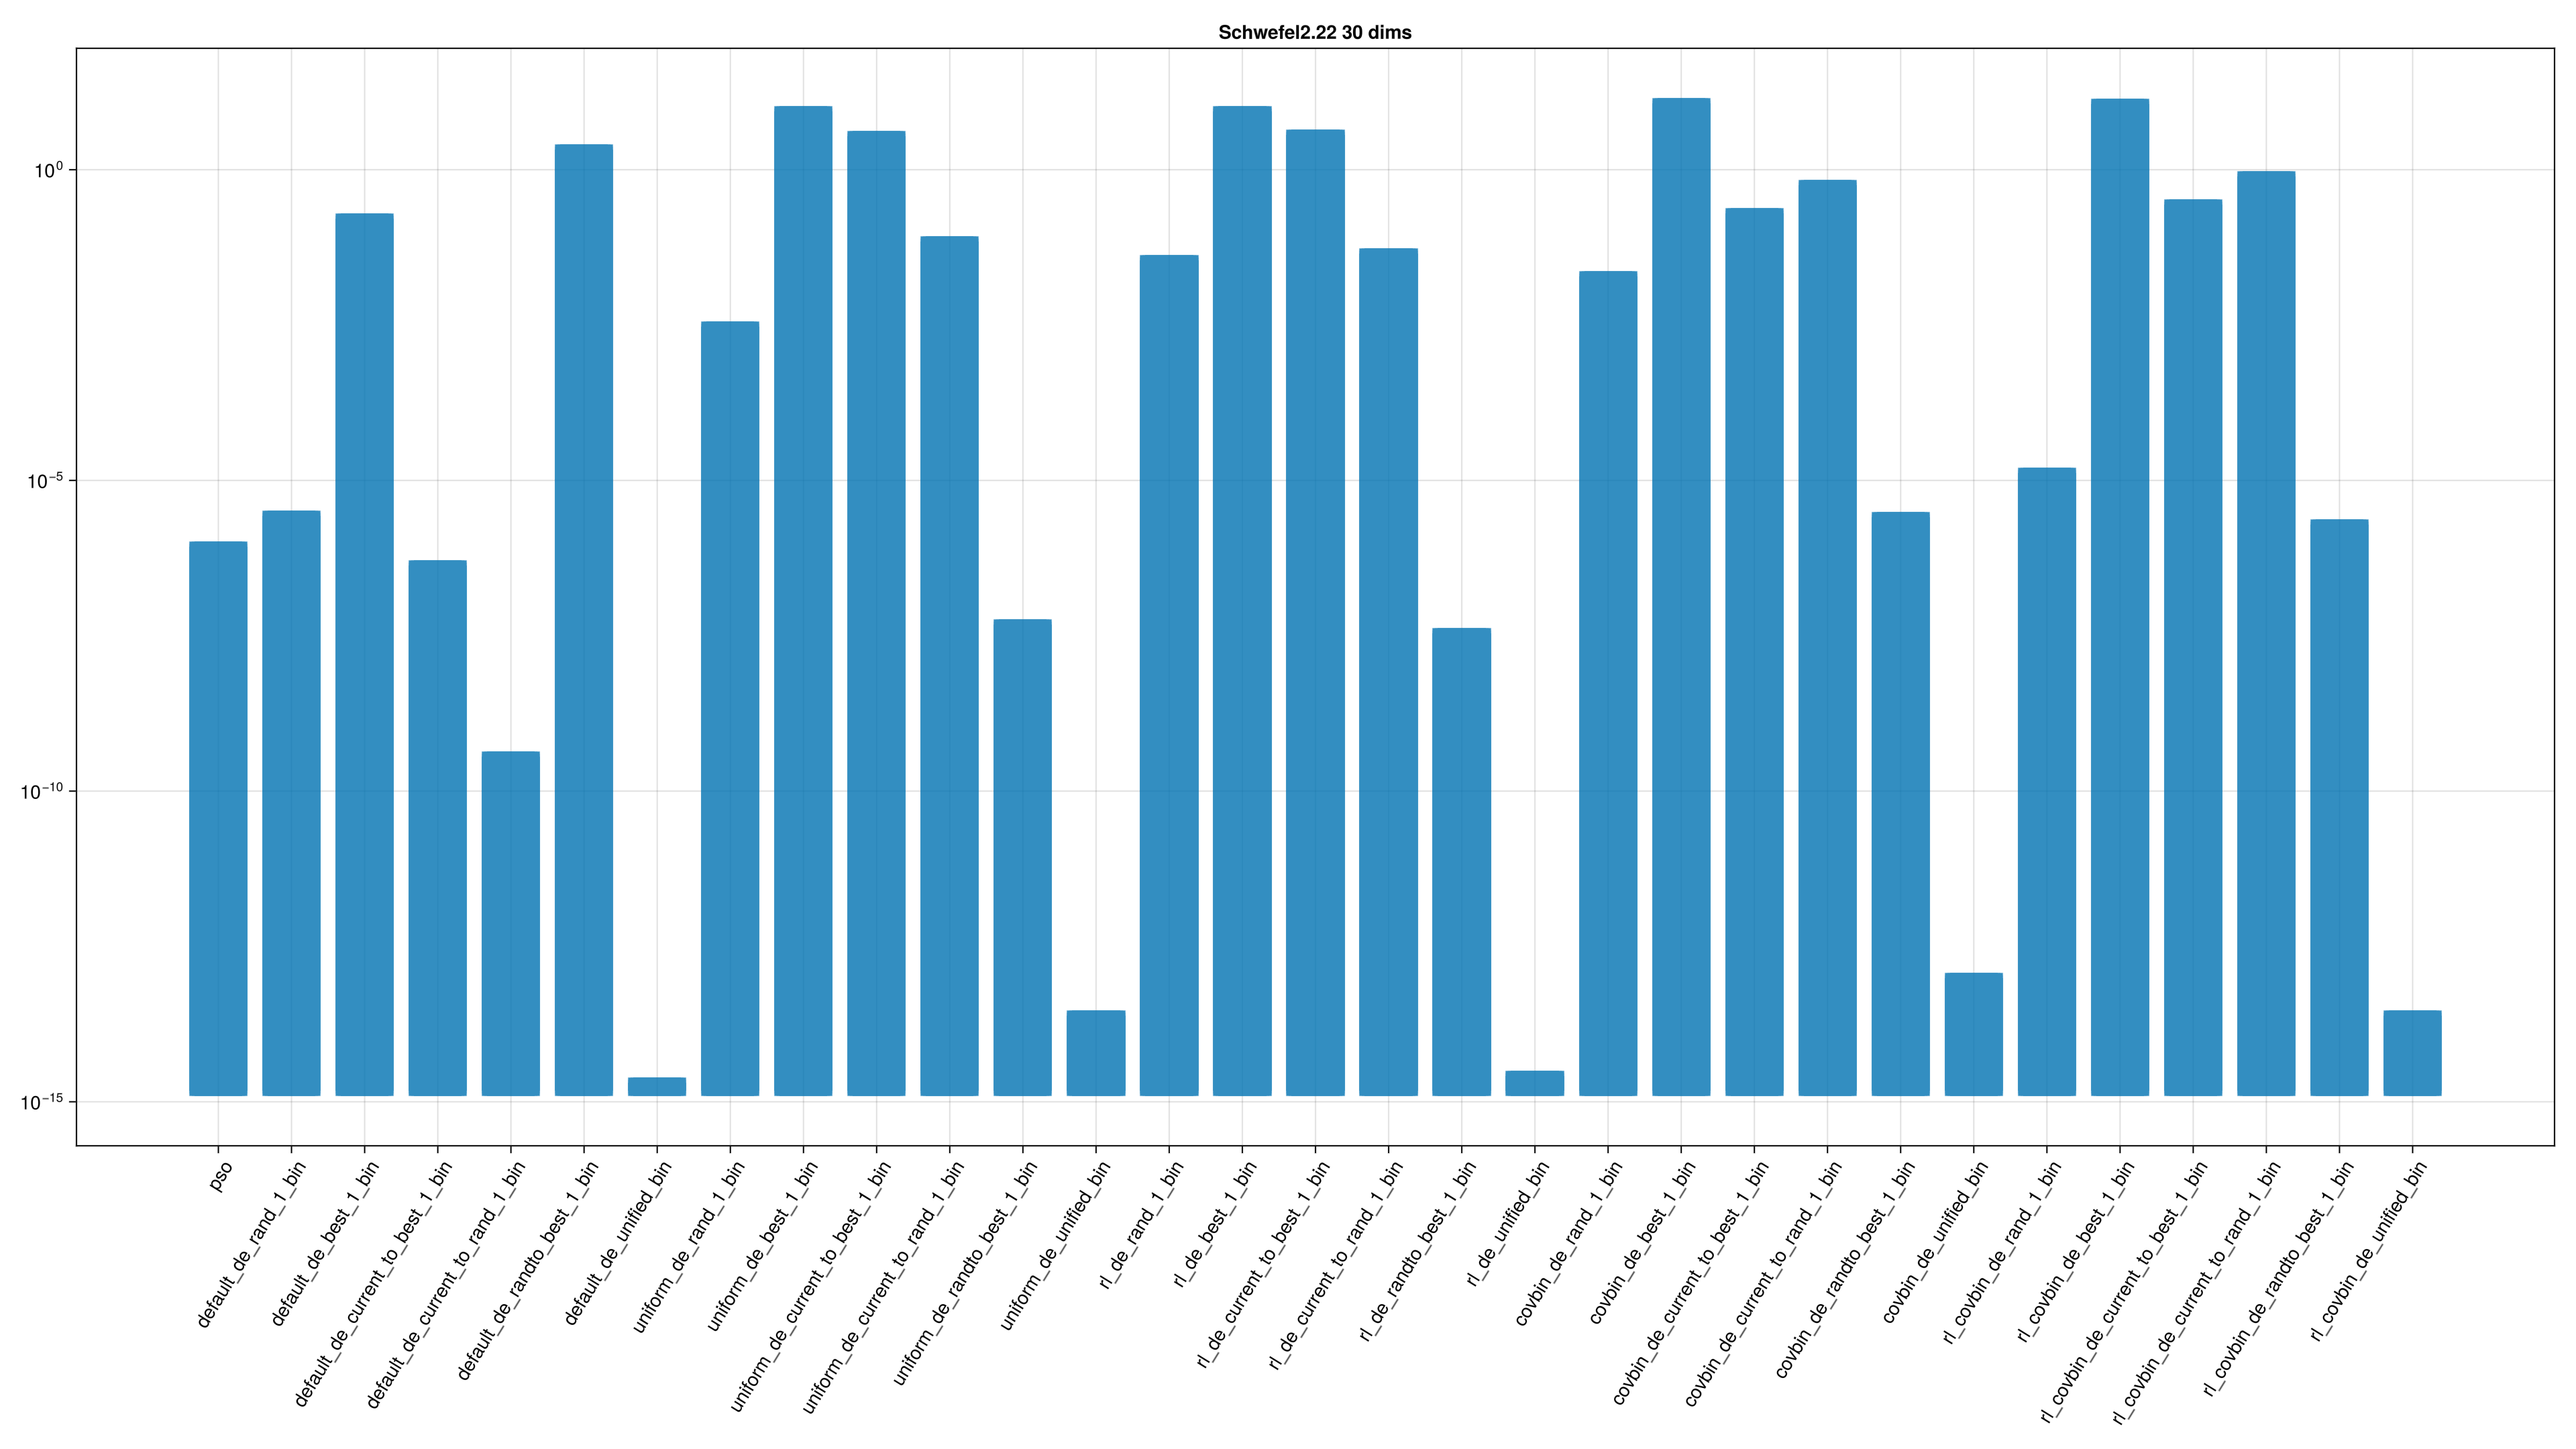 Schwefel2.22 30 dims
10⁰
10⁻⁵
10⁻¹⁰
10⁻¹⁵
pso
default_de_rand_1_bin
default_de_best_1_bin
default_de_current_to_best_1_bin
default_de_current_to_rand_1_bin
default_de_randto_best_1_bin
default_de_unified_bin
uniform_de_rand_1_bin
uniform_de_best_1_bin
uniform_de_current_to_best_1_bin
uniform_de_current_to_rand_1_bin
uniform_de_randto_best_1_bin
uniform_de_unified_bin
rl_de_rand_1_bin
rl_de_best_1_bin
rl_de_current_to_best_1_bin
rl_de_current_to_rand_1_bin
rl_de_randto_best_1_bin
rl_de_unified_bin
covbin_de_rand_1_bin
covbin_de_best_1_bin
covbin_de_current_to_best_1_bin
covbin_de_current_to_rand_1_bin
covbin_de_randto_best_1_bin
covbin_de_unified_bin
rl_covbin_de_rand_1_bin
rl_covbin_de_best_1_bin
rl_covbin_de_current_to_best_1_bin
rl_covbin_de_current_to_rand_1_bin
rl_covbin_de_randto_best_1_bin
rl_covbin_de_unified_bin